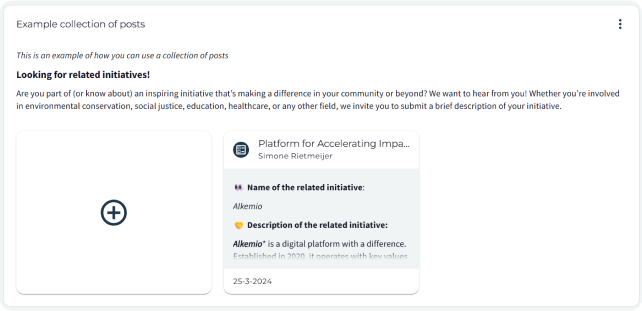 Example collection of posts
This is an example of how you can use a collection of posts
Looking for related initiatives!
Are you part of (or know about) an inspiring initiative that's making a difference in your community or beyond? We want to hear from you! Whether you're involved
in environmental conservation, social justice, education, healthcare, or any other field, we invite you to submit a brief description of your initiative.
Platform for Accelerating Impa...
Simone Rietmeijer
Name of the related initiative:
Alkemio
Description of the related initiative:
Alkemio* is a digital platform with a difference.
Established in 2020, it operates with key values
25-3-2024